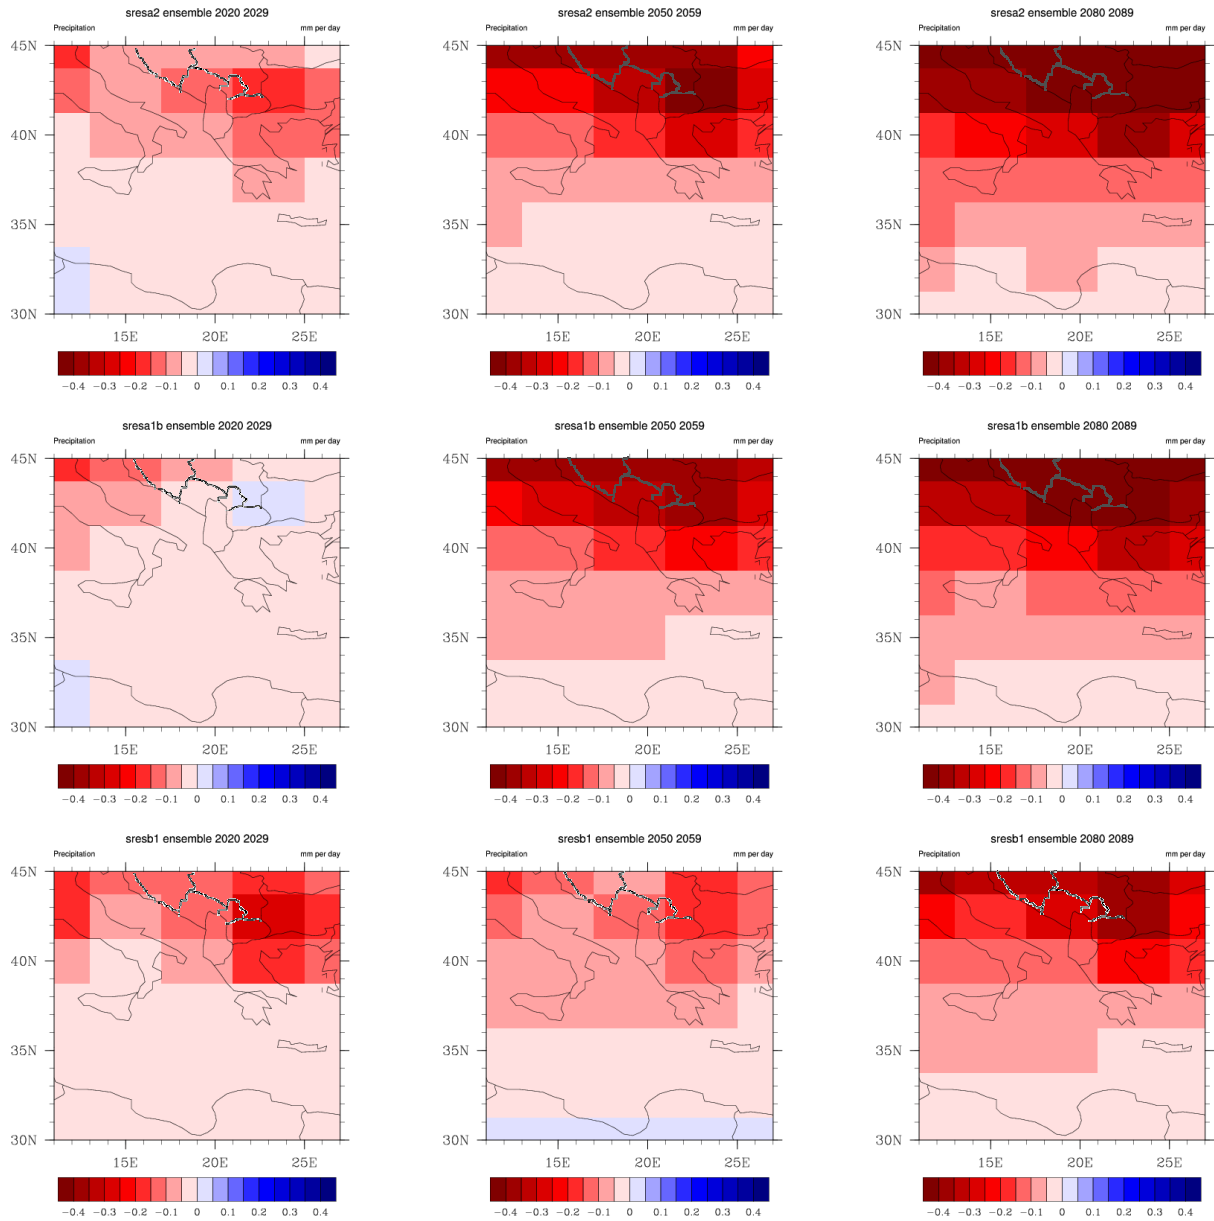 sresa2 ensemble 2020 2029
Precipitation mm per day
45N
40N
35N
30N
15E 20E 25E
−0.4 −0.3 −0.2 −0.1 0 0.1 0.2 0.3 0.4
sresa2 ensemble 2050 2059
Precipitation mm per day
45N
40N
35N
30N
15E 20E 25E
−0.4 −0.3 −0.2 −0.1 0 0.1 0.2 0.3 0.4
sresa2 ensemble 2080 2089
Precipitation mm per day
45N
40N
35N
30N
15E 20E 25E
−0.4 −0.3 −0.2 −0.1 0 0.1 0.2 0.3 0.4
sresa1b ensemble 2020 2029
Precipitation mm per day
45N
40N
35N
30N
15E 20E 25E
−0.4 −0.3 −0.2 −0.1 0 0.1 0.2 0.3 0.4
sresa1b ensemble 2050 2059
Precipitation mm per day
45N
40N
35N
30N
15E 20E 25E
−0.4 −0.3 −0.2 −0.1 0 0.1 0.2 0.3 0.4
sresa1b ensemble 2080 2089
Precipitation mm per day
45N
40N
35N
30N
15E 20E 25E
−0.4 −0.3 −0.2 −0.1 0 0.1 0.2 0.3 0.4
sresb1 ensemble 2020 2029
Precipitation mm per day
45N
40N
35N
30N
15E 20E 25E
−0.4 −0.3 −0.2 −0.1 0 0.1 0.2 0.3 0.4
sresb1 ensemble 2050 2059
Precipitation mm per day
45N
40N
35N
30N
15E 20E 25E
−0.4 −0.3 −0.2 −0.1 0 0.1 0.2 0.3 0.4
sresb1 ensemble 2080 2089
Precipitation mm per day
45N
40N
35N
30N
15E 20E 25E
−0.4 −0.3 −0.2 −0.1 0 0.1 0.2 0.3 0.4